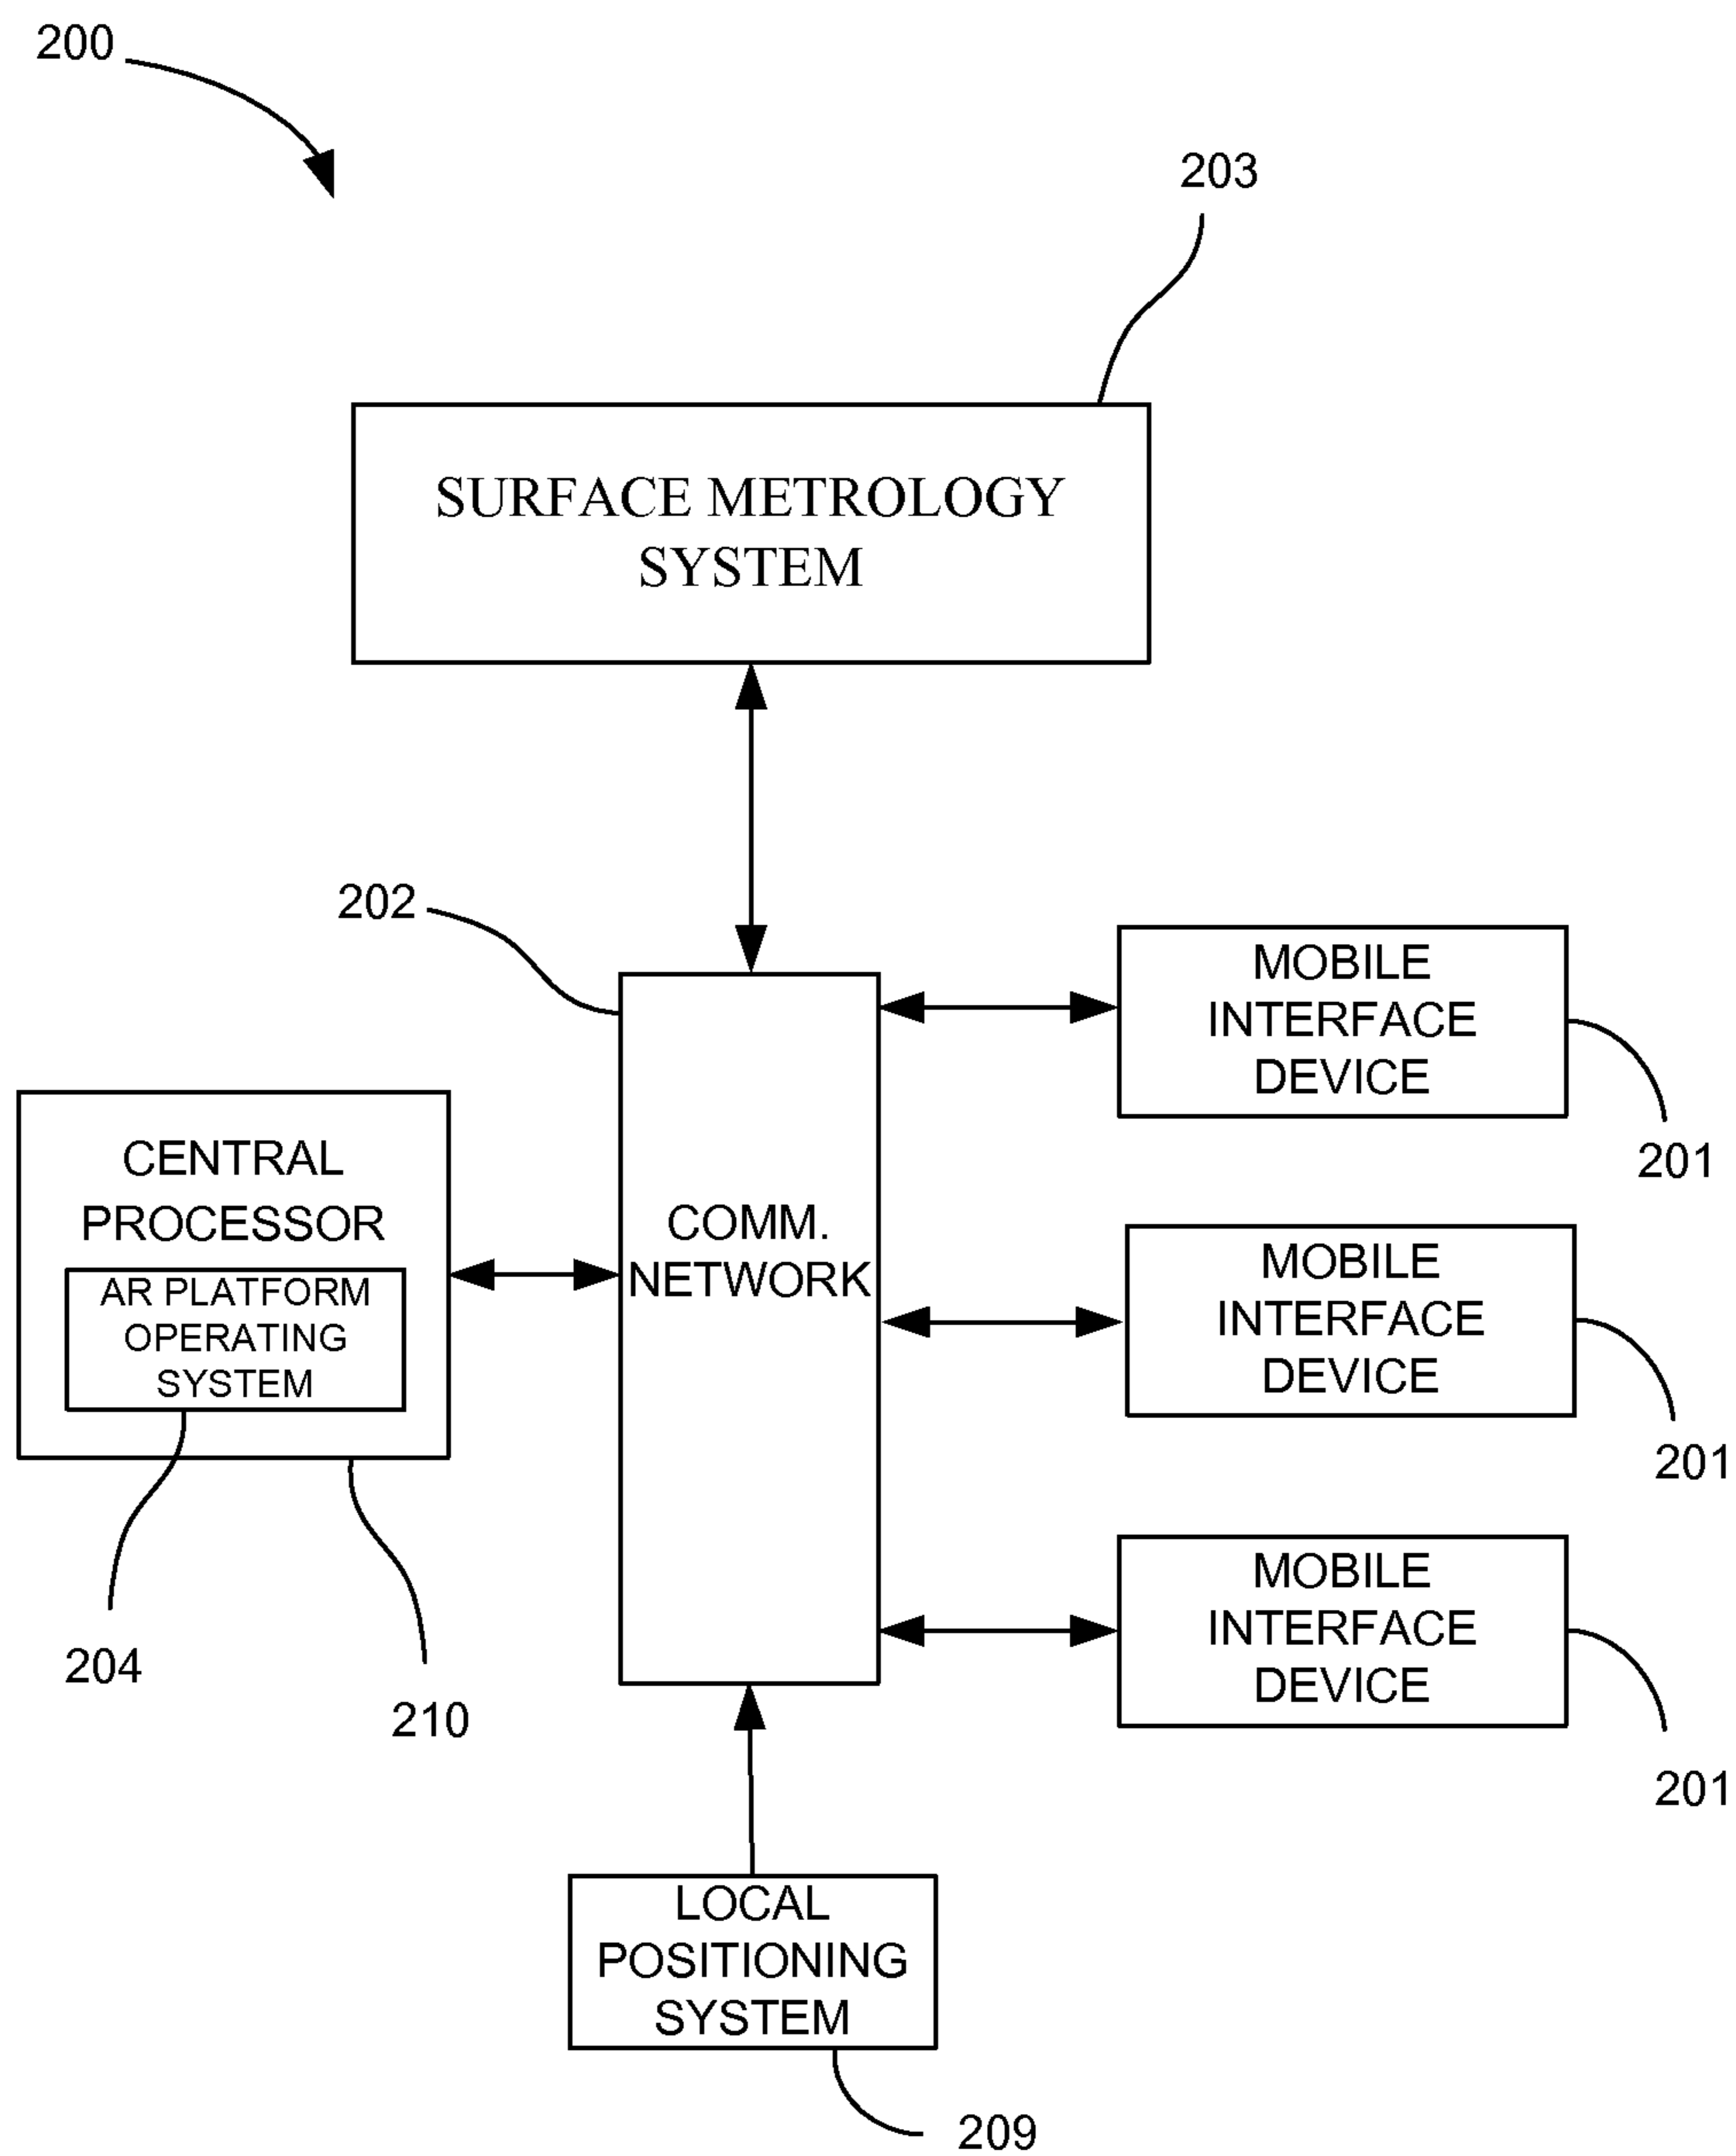 200
203
SURFACE METROLOGY
SYSTEM
202
MOBILE
INTERFACE
DEVICE
201
CENTRAL
PROCESSOR
AR PLATFORM
OPERATING
SYSTEM
COMM.
NETWORK
MOBILE
INTERFACE
DEVICE
201
204
210
MOBILE
INTERFACE
DEVICE
201
LOCAL
POSITIONING
SYSTEM
209